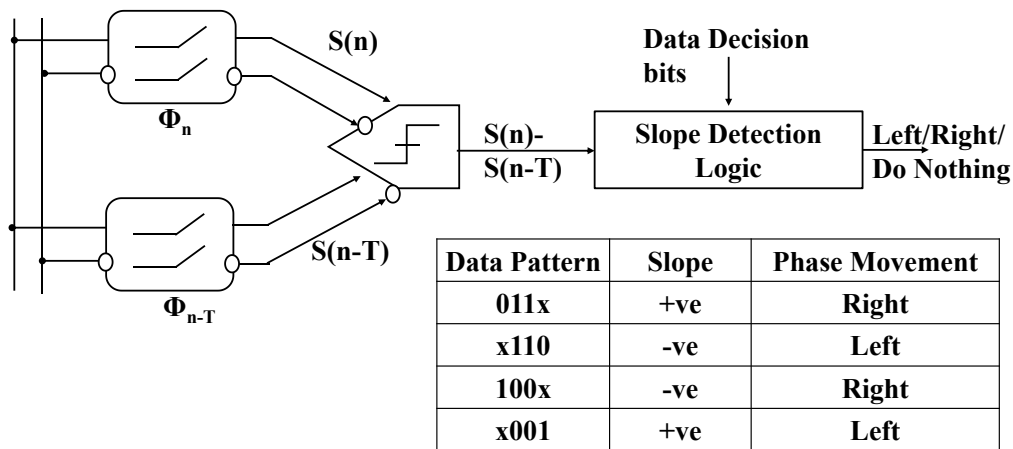 S(n)
Φn
S(n-T)
Φn-T
S(n)-
S(n-T)
Data Decision
bits
Slope Detection
Logic
Left/Right/
Do Nothing
Data Pattern Slope Phase Movement
011x +ve Right
x110 -ve Left
100x -ve Right
x001 +ve Left